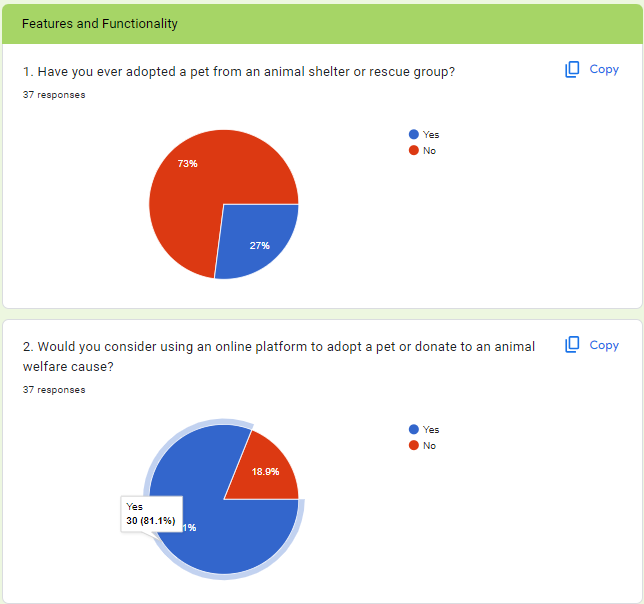 Features and Functionality
1. Have you ever adopted a pet from an animal shelter or rescue group?
Copy
37 responses
Yes
No
73%
27%
2. Would you consider using an online platform to adopt a pet or donate to an animal
welfare cause?
Copy
37 responses
Yes
No
18.9%
Yes
30 (81.1%)
1%